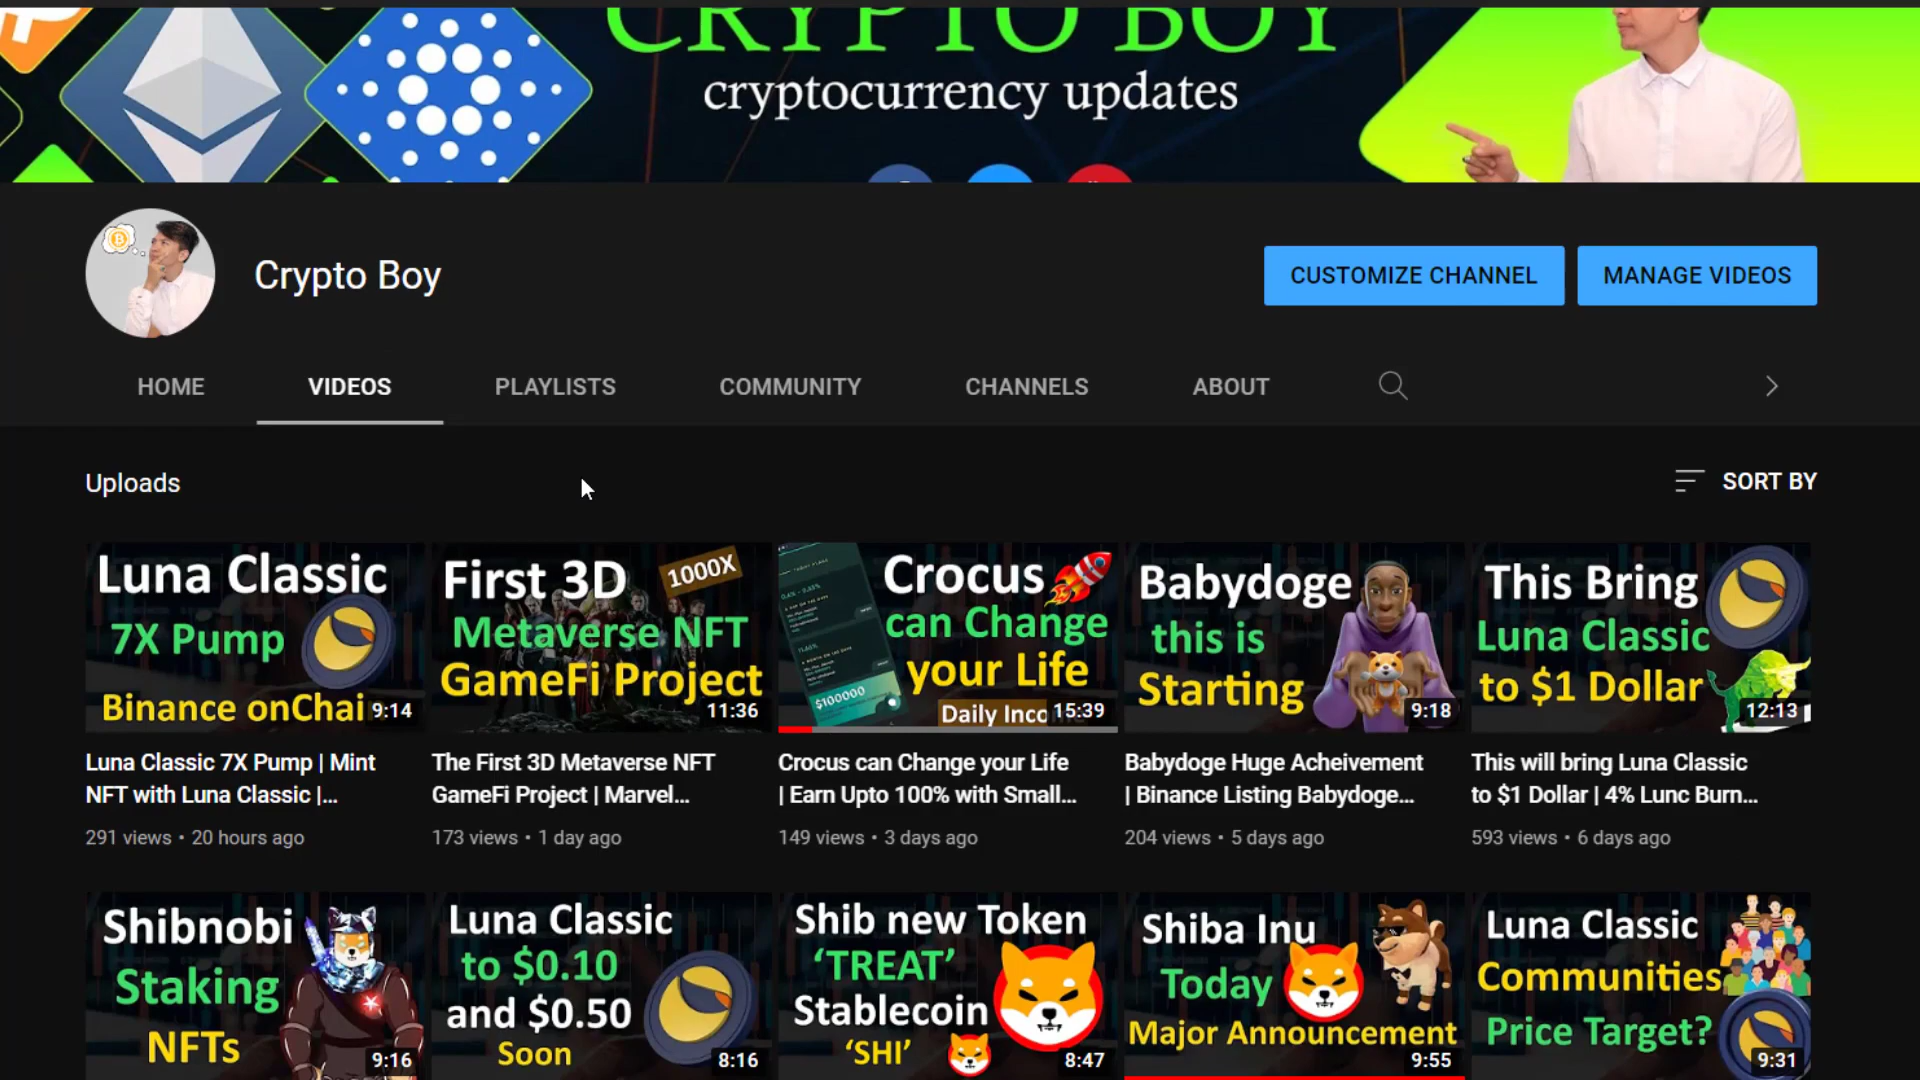 CRYPTO BOY
cryptocurrency updates
Crypto Boy
CUSTOMIZE CHANNEL
MANAGE VIDEOS
HOME
VIDEOS
PLAYLISTS
COMMUNITY
CHANNELS
ABOUT
Uploads
SORT BY
Luna Classic
7X Pump
Binance onChai
9:14
First 3D
1000X
Metaverse NFT
GameFi Project
11:36
Crocus
can Change
your Life
$100000
Daily Inco
15:39
Babydoge
this is
Starting
9:18
This Bring
Luna Classic
to $1 Dollar
12:13
Luna Classic 7X Pump | Mint
NFT with Luna Classic |...
291 views • 20 hours ago
The First 3D Metaverse NFT
GameFi Project | Marvel...
173 views • 1 day ago
Crocus can Change your Life
| Earn Upto 100% with Small...
149 views • 3 days ago
Babydoge Huge Acheivement
| Binance Listing Babydoge...
204 views • 5 days ago
This will bring Luna Classic
to $1 Dollar | 4% Lunc Burn...
593 views • 6 days ago
Shibnobi
Staking
NFTs
9:16
Luna Classic
to $0.10
and $0.50
Soon
8:16
Shib new Token
‘TREAT’
Stablecoin
‘SHI’
8:47
Shiba Inu
Today
Major Announcement
9:55
Luna Classic
Communities
Price Target?
9:31